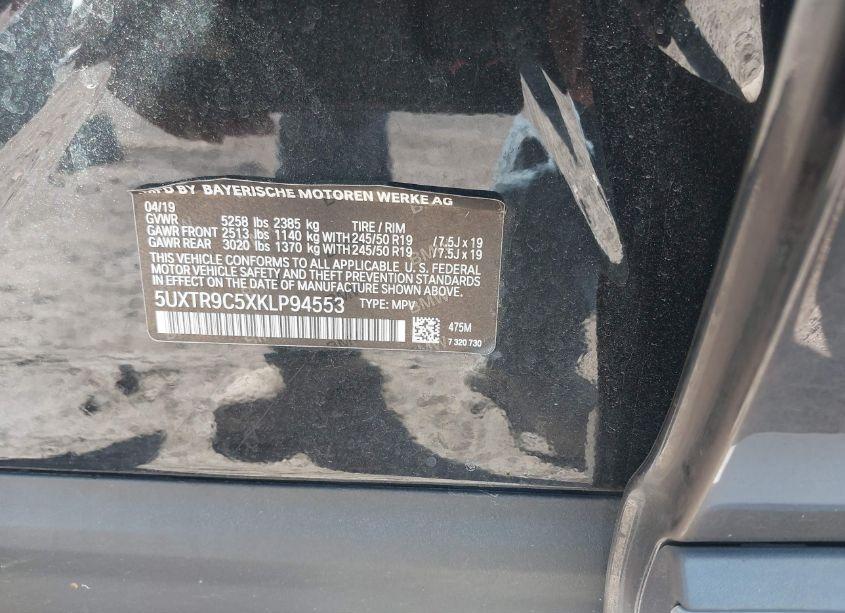 MFD BY BAYERISCHE MOTOREN WERKE AG
04/19
GVWR 5258 lbs 2385 kg TIRE / RIM
GAWR FRONT 2513 lbs 1140 kg WITH 245/50 R19 /7.5J x 19
GAWR REAR 3020 lbs 1370 kg WITH 245/50 R19 /7.5J x 19
THIS VEHICLE CONFORMS TO ALL APPLICABLE U. S. FEDERAL
MOTOR VEHICLE SAFETY AND THEFT PREVENTION STANDARDS
IN EFFECT ON THE DATE OF MANUFACTURE SHOWN ABOVE.
5UXTR9C5XKLP94553 TYPE: MPV
475M
7 320 730